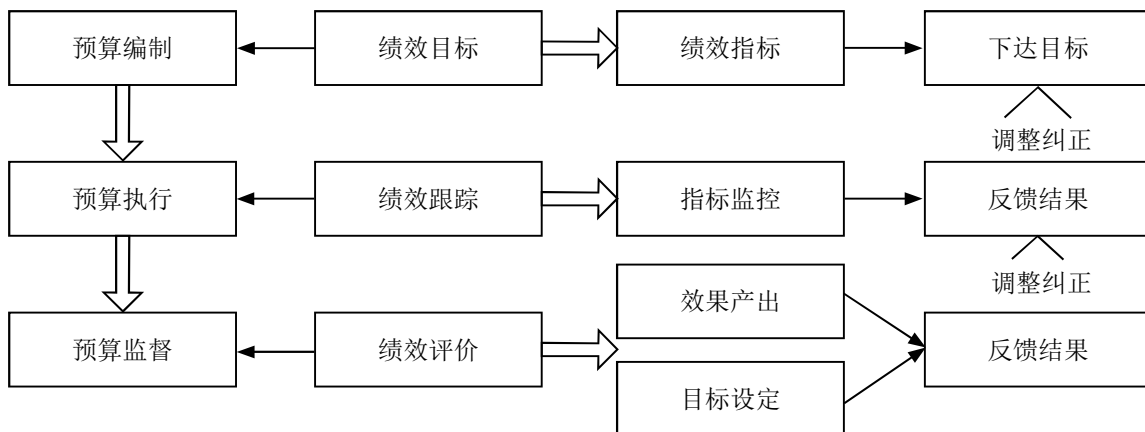 预算编制
绩效目标
绩效指标
下达目标
调整纠正
预算执行
绩效跟踪
指标监控
反馈结果
调整纠正
效果产出
预算监督
绩效评价
反馈结果
目标设定